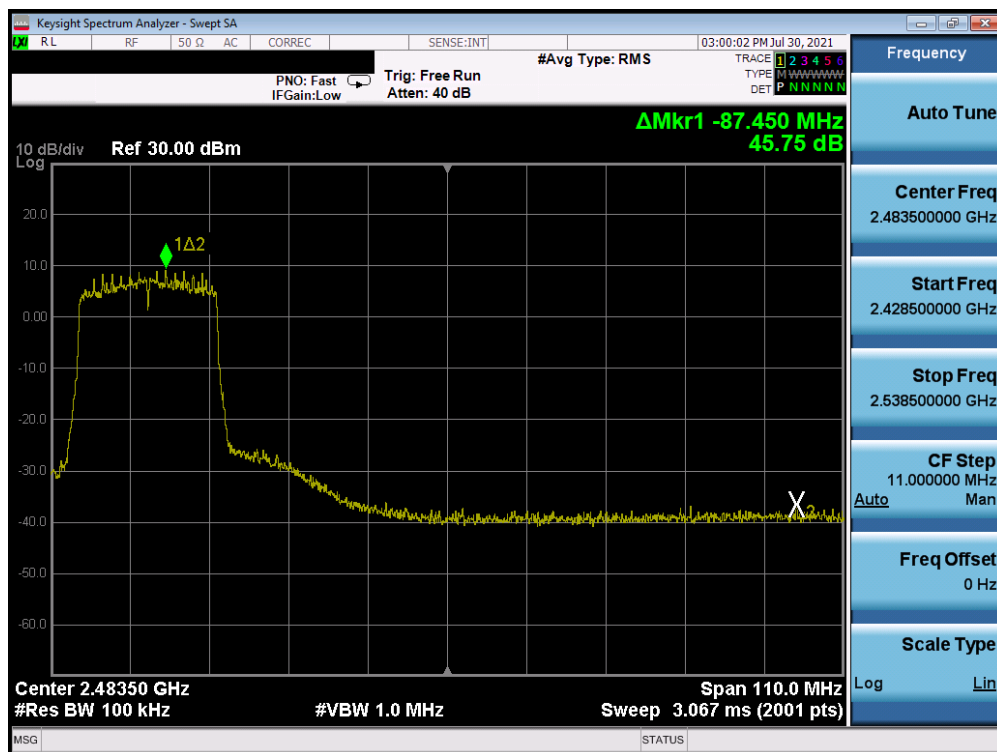 Keysight Spectrum Analyzer - Swept SA
LXI RL RF 50 Ω AC CORREC SENSE:INT 03:00:02 PM Jul 30, 2021
#Avg Type: RMS
TRACE 1 2 3 4 5 6
TYPE M WWWWW
DET P N N N N N
PNO: Fast
IFGain:Low
Trig: Free Run
Atten: 40 dB
ΔMkr1 -87.450 MHz
45.75 dB
10 dB/div Ref 30.00 dBm
Log
20.0
10.0
0.00
-10.0
-20.0
-30.0
-40.0
-50.0
-60.0
1Δ2
X2
Center 2.48350 GHz Span 110.0 MHz
#Res BW 100 kHz #VBW 1.0 MHz Sweep 3.067 ms (2001 pts)
MSG STATUS
Frequency
Auto Tune
Center Freq
2.483500000 GHz
Start Freq
2.428500000 GHz
Stop Freq
2.538500000 GHz
CF Step
11.000000 MHz
Auto Man
Freq Offset
0 Hz
Scale Type
Log Lin